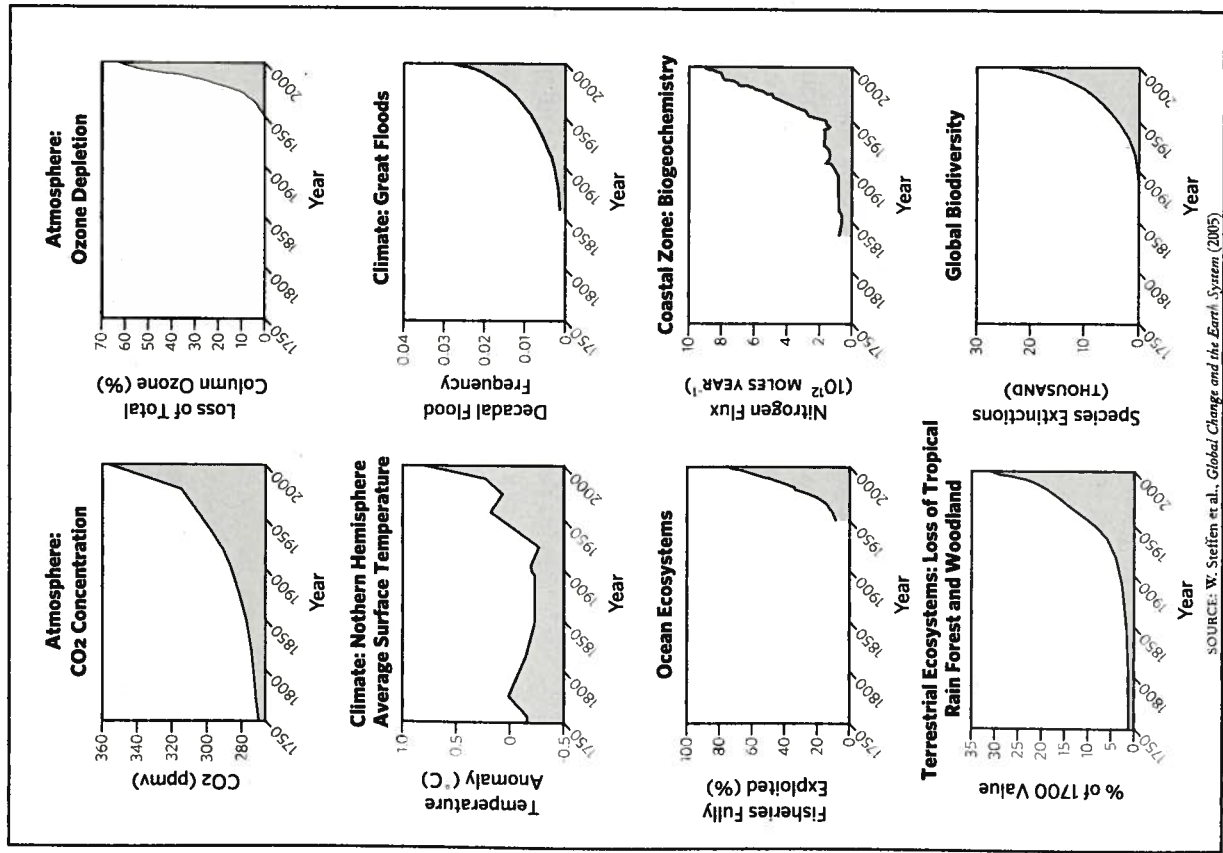 Atmosphere:
CO2 Concentration
CO2 (ppmv)
360
340
320
300
280
1750
1800
1850
1900
1950
2000
Year
Atmosphere:
Ozone Depletion
Loss of Total
Column Ozone (%)
70
60
50
40
30
20
10
0
1750
1800
1850
1900
1950
2000
Year
Climate: Nothern Hemisphere
Average Surface Temperature
Temperature
Anomaly (°C)
1.0
0.5
0
-0.5
1750
1800
1850
1900
1950
2000
Year
Climate: Great Floods
Decadal Flood
Frequency
0.04
0.03
0.02
0.01
0
1750
1800
1850
1900
1950
2000
Year
Ocean Ecosystems
Fisheries Fully
Exploited (%)
100
80
60
40
20
0
1750
1800
1850
1900
1950
2000
Year
Coastal Zone: Biogeochemistry
Nitrogen Flux
(10¹² MOLES YEAR⁻¹)
10
8
6
4
2
0
1750
1800
1850
1900
1950
2000
Year
Terrestrial Ecosystems: Loss of Tropical
Rain Forest and Woodland
% of 1700 Value
35
30
25
20
15
10
5
0
1750
1800
1850
1900
1950
2000
Year
Global Biodiversity
Species Extinctions
(THOUSAND)
30
20
10
0
1750
1800
1850
1900
1950
2000
Year
SOURCE: W. Steffen et al., Global Change and the Earth System (2005)